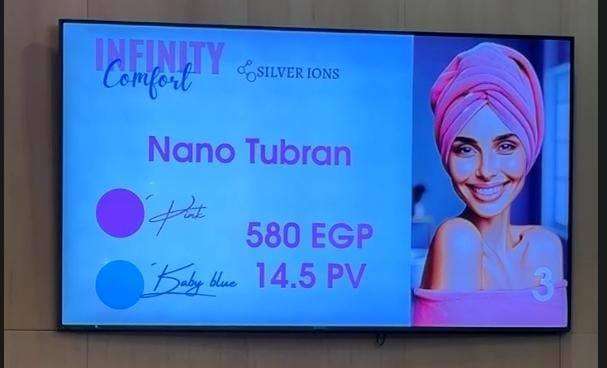 INFINITY
Comfort
SILVER IONS
Nano Tubran
Pink
580 EGP
Baby blue
14.5 PV
3